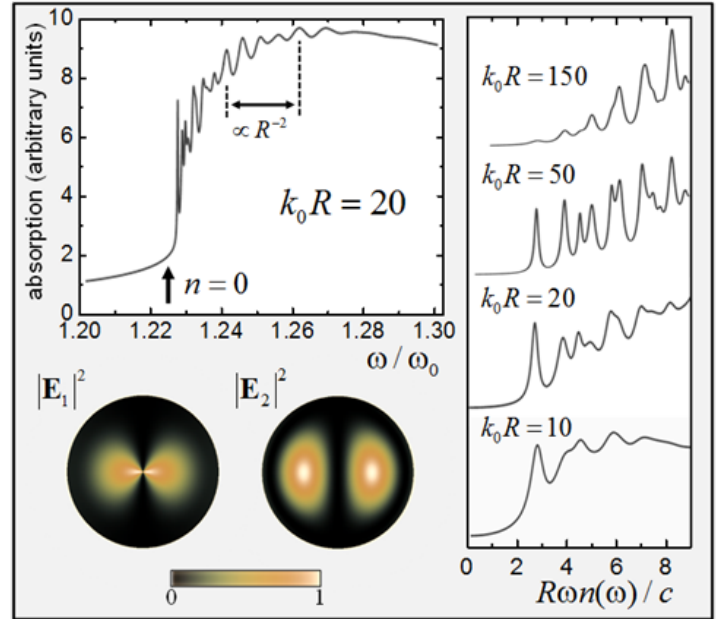 absorption (arbitrary units)
10
8
6
4
2
0
∝ R⁻²
k₀R = 20
n = 0
1.20 1.22 1.24 1.26 1.28 1.30
ω / ω₀
|E₁|²
|E₂|²
0
1
k₀R = 150
k₀R = 50
k₀R = 20
k₀R = 10
0 2 4 6 8
Rωn(ω) / c